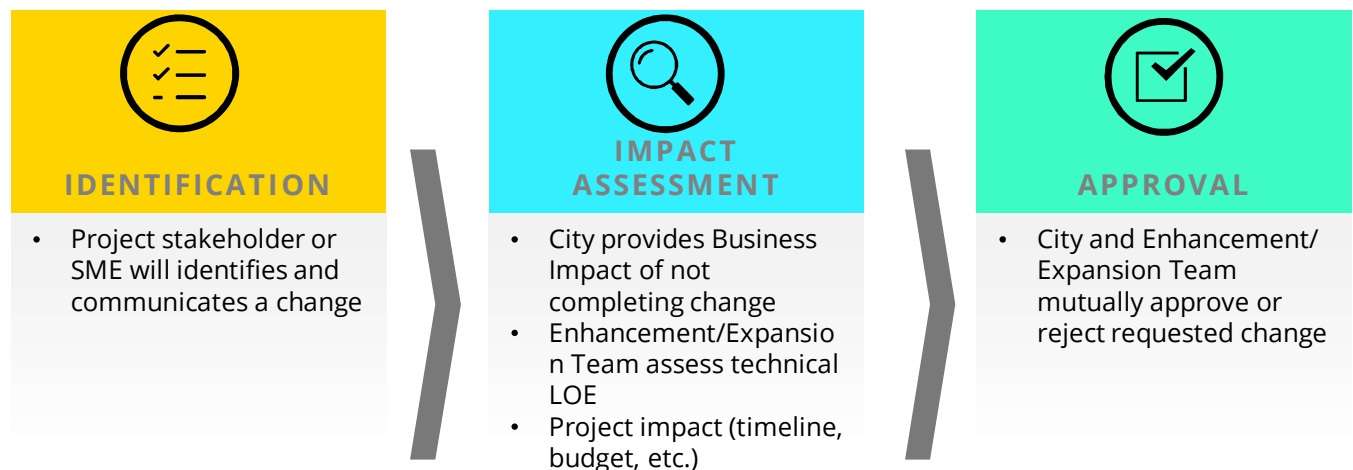 IDENTIFICATION
• Project stakeholder or
SME will identifies and
communicates a change
IMPACT
ASSESSMENT
• City provides Business
Impact of not
completing change
• Enhancement/Expansio
n Team assess technical
LOE
• Project impact (timeline,
budget, etc.)
APPROVAL
• City and Enhancement/
Expansion Team
mutually approve or
reject requested change